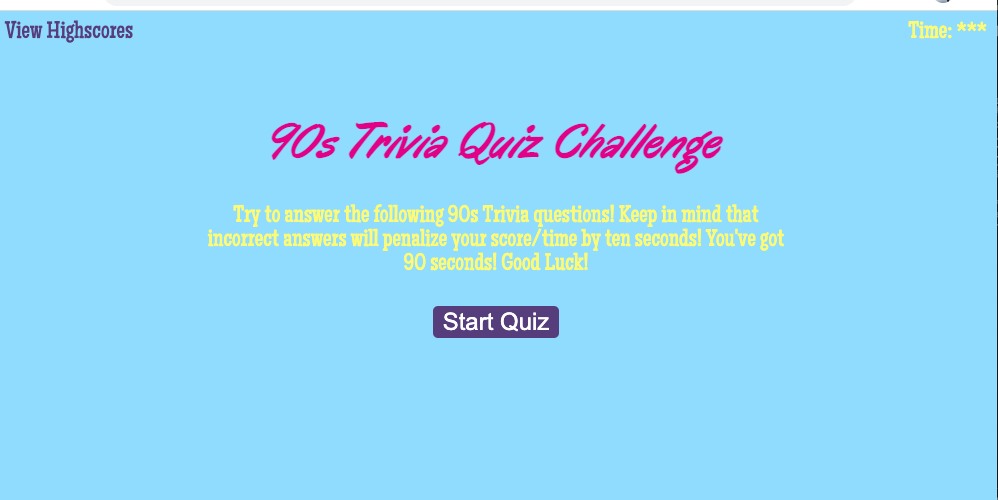 View Highscores
Time: ***
90s Trivia Quiz Challenge
Try to answer the following 90s Trivia questions! Keep in mind that
incorrect answers will penalize your score/time by ten seconds! You've got
90 seconds! Good Luck!
Start Quiz